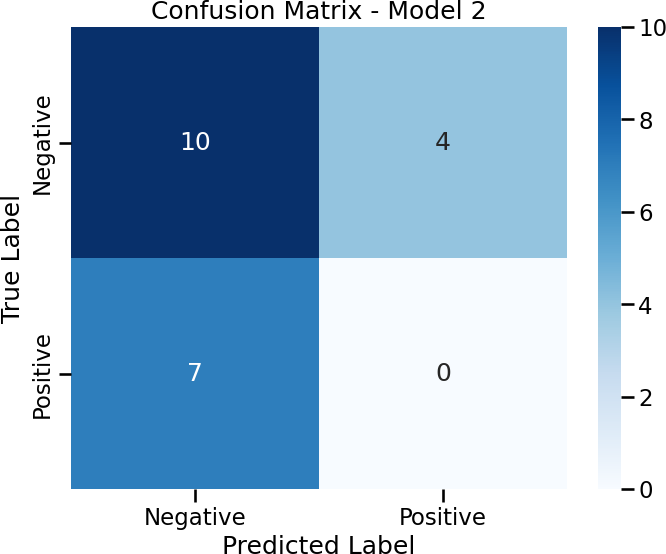 Confusion Matrix - Model 2
True Label
Negative
Positive
10
4
7
0
Negative
Positive
Predicted Label
10
8
6
4
2
0